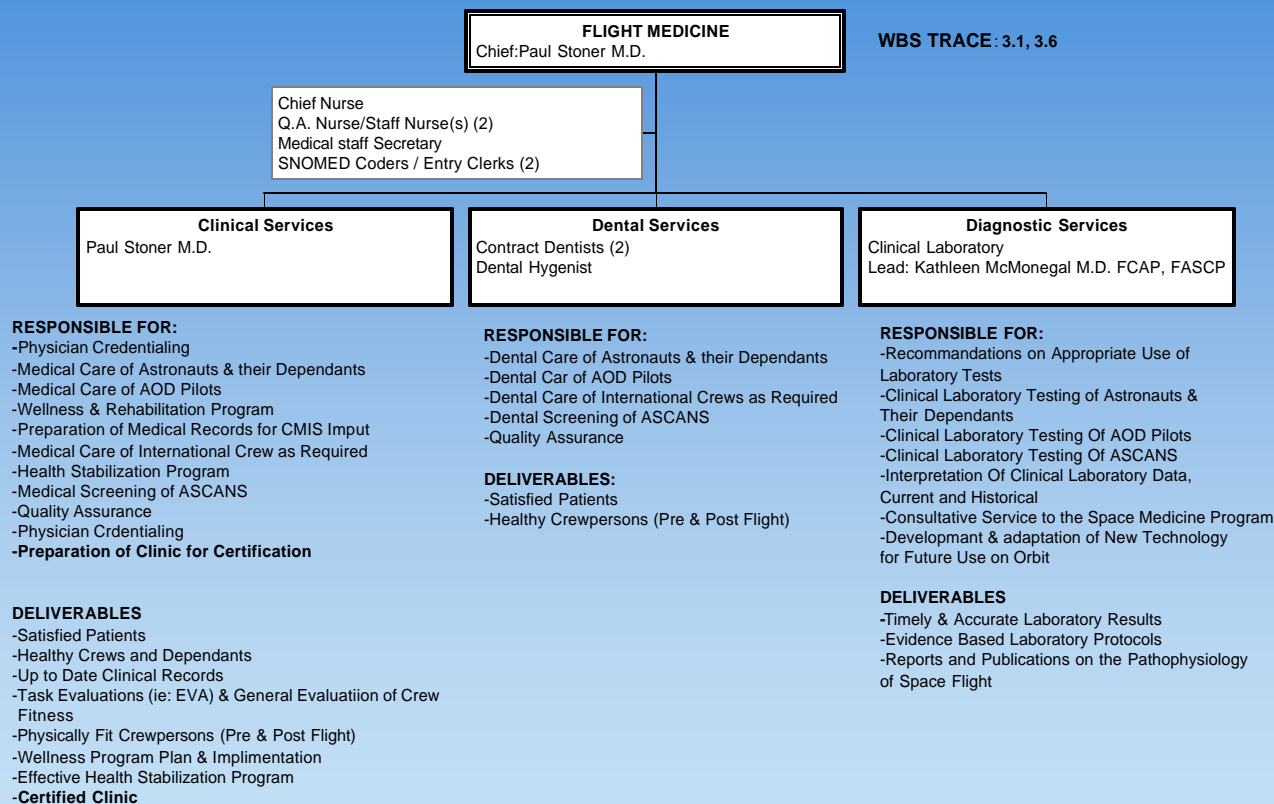 FLIGHT MEDICINE
Chief:Paul Stoner M.D.
WBS TRACE: 3.1, 3.6
Chief Nurse
Q.A. Nurse/Staff Nurse(s) (2)
Medical staff Secretary
SNOMED Coders / Entry Clerks (2)
Clinical Services
Paul Stoner M.D.
RESPONSIBLE FOR:
-Physician Credentialing
-Medical Care of Astronauts & their Dependants
-Medical Care of AOD Pilots
-Wellness & Rehabilitation Program
-Preparation of Medical Records for CMIS Imput
-Medical Care of International Crew as Required
-Health Stabilization Program
-Medical Screening of ASCANS
-Quality Assurance
-Physician Crdentialing
-Preparation of Clinic for Certification
DELIVERABLES
-Satisfied Patients
-Healthy Crews and Dependants
-Up to Date Clinical Records
-Task Evaluations (ie: EVA) & General Evaluatiion of Crew
Fitness
-Physically Fit Crewpersons (Pre & Post Flight)
-Wellness Program Plan & Implimentation
-Effective Health Stabilization Program
-Certified Clinic
Dental Services
Contract Dentists (2)
Dental Hygenist
RESPONSIBLE FOR:
-Dental Care of Astronauts & their Dependants
-Dental Car of AOD Pilots
-Dental Care of International Crews as Required
-Dental Screening of ASCANS
-Quality Assurance
DELIVERABLES:
-Satisfied Patients
-Healthy Crewpersons (Pre & Post Flight)
Diagnostic Services
Clinical Laboratory
Lead: Kathleen McMonegal M.D. FCAP, FASCP
RESPONSIBLE FOR:
-Recommandations on Appropriate Use of
Laboratory Tests
-Clinical Laboratory Testing of Astronauts &
Their Dependants
-Clinical Laboratory Testing Of AOD Pilots
-Clinical Laboratory Testing Of ASCANS
-Interpretation Of Clinical Laboratory Data,
Current and Historical
-Consultative Service to the Space Medicine Program
-Developmant & adaptation of New Technology
for Future Use on Orbit
DELIVERABLES
-Timely & Accurate Laboratory Results
-Evidence Based Laboratory Protocols
-Reports and Publications on the Pathophysiology
of Space Flight